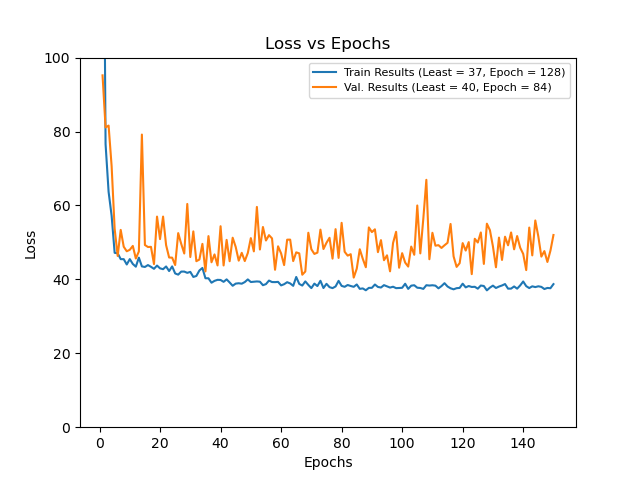 Loss vs Epochs
Train Results (Least = 37, Epoch = 128)
Val. Results (Least = 40, Epoch = 84)
100
80
60
40
20
0
Loss
0 20 40 60 80 100 120 140
Epochs